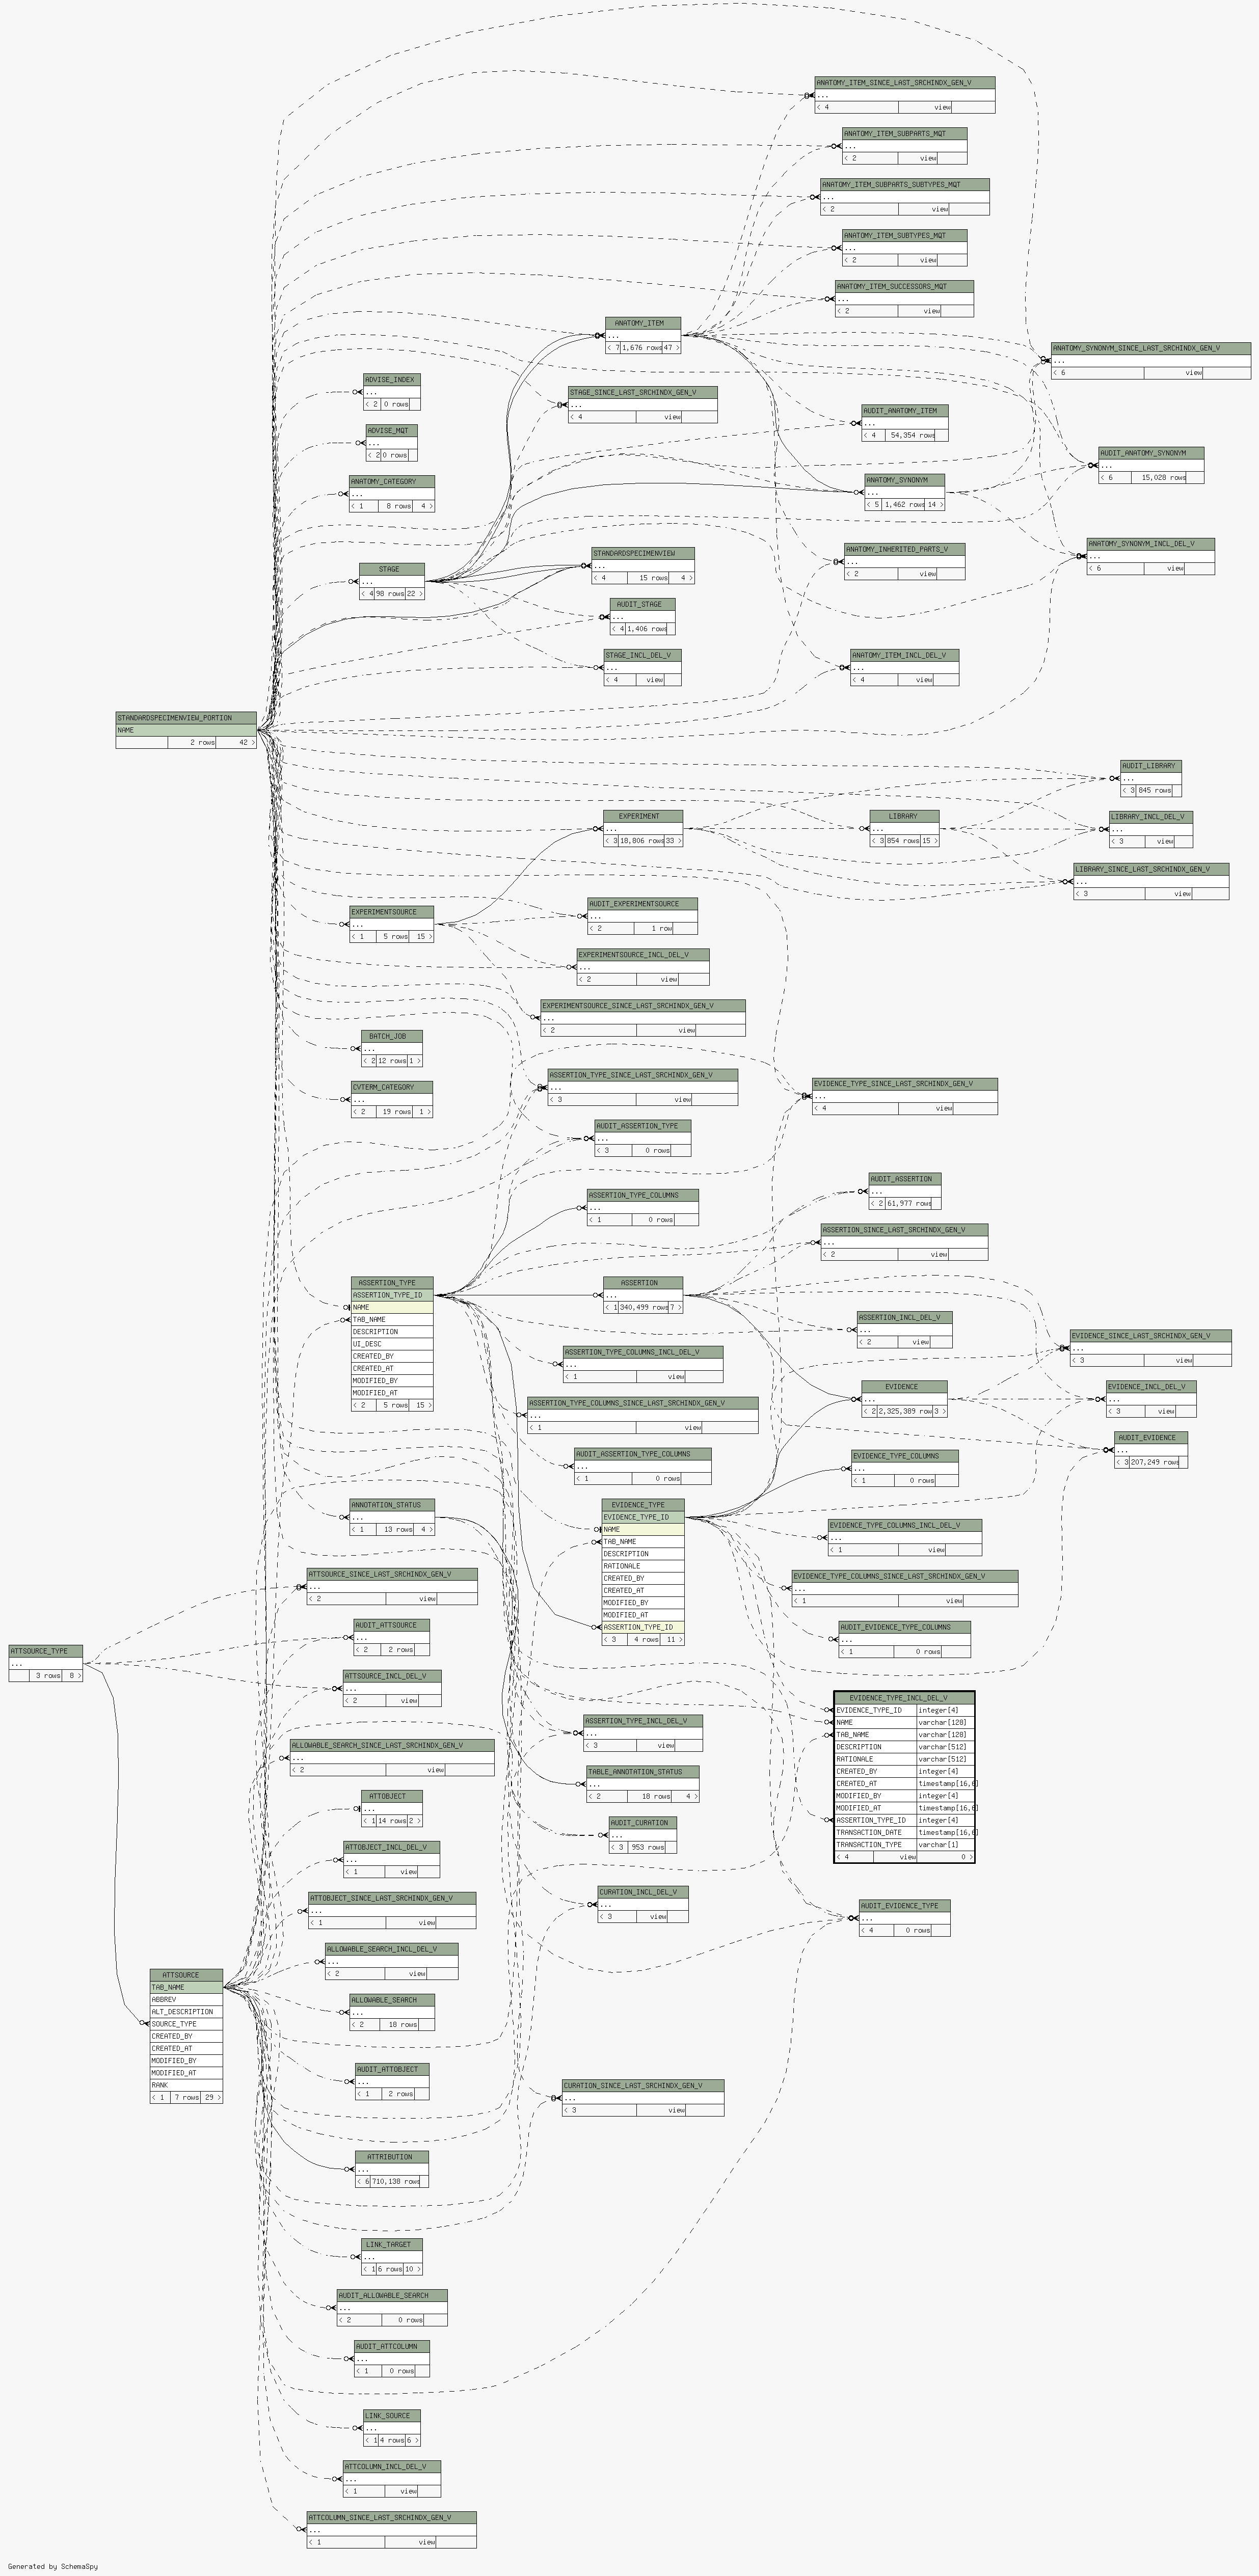 ANATOMY_ITEM_SINCE_LAST_SRCHINDX_GEN_V
...
< 4 view
ANATOMY_ITEM_SUBPARTS_MQT
...
< 2 view
ANATOMY_ITEM_SUBPARTS_SUBTYPES_MQT
...
< 2 view
ANATOMY_ITEM_SUBTYPES_MQT
...
< 2 view
ANATOMY_ITEM_SUCCESSORS_MQT
...
< 2 view
ANATOMY_ITEM
...
< 7 1,676 rows 47 >
ANATOMY_SYNONYM_SINCE_LAST_SRCHINDX_GEN_V
...
< 6 view
ADVISE_INDEX
...
< 2 0 rows
STAGE_SINCE_LAST_SRCHINDX_GEN_V
...
< 4 view
AUDIT_ANATOMY_ITEM
...
< 4 54,354 rows
ADVISE_MQT
...
< 2 0 rows
AUDIT_ANATOMY_SYNONYM
...
< 6 15,028 rows
ANATOMY_CATEGORY
...
< 1 8 rows 4 >
ANATOMY_SYNONYM
...
< 5 1,462 rows 14 >
ANATOMY_SYNONYM_INCL_DEL_V
...
< 6 view
STANDARDSPECIMENVIEW
...
< 4 15 rows 4 >
ANATOMY_INHERITED_PARTS_V
...
< 2 view
STAGE
...
< 4 98 rows 22 >
AUDIT_STAGE
...
< 4 1,406 rows
STAGE_INCL_DEL_V
...
< 4 view
ANATOMY_ITEM_INCL_DEL_V
...
< 4 view
STANDARDSPECIMENVIEW_PORTION
NAME
2 rows 42 >
AUDIT_LIBRARY
...
< 3 845 rows
EXPERIMENT
...
< 3 18,806 rows 33 >
LIBRARY
...
< 3 854 rows 15 >
LIBRARY_INCL_DEL_V
...
< 3 view
LIBRARY_SINCE_LAST_SRCHINDX_GEN_V
...
< 3 view
EXPERIMENTSOURCE
...
< 1 5 rows 15 >
AUDIT_EXPERIMENTSOURCE
...
< 2 1 row
EXPERIMENTSOURCE_INCL_DEL_V
...
< 2 view
EXPERIMENTSOURCE_SINCE_LAST_SRCHINDX_GEN_V
...
< 2 view
BATCH_JOB
...
< 2 12 rows 1 >
ASSERTION_TYPE_SINCE_LAST_SRCHINDX_GEN_V
...
< 3 view
CVTERM_CATEGORY
...
< 2 19 rows 1 >
EVIDENCE_TYPE_SINCE_LAST_SRCHINDX_GEN_V
...
< 4 view
AUDIT_ASSERTION_TYPE
...
< 3 0 rows
AUDIT_ASSERTION
...
< 2 61,977 rows
ASSERTION_TYPE_COLUMNS
...
< 1 0 rows
ASSERTION_SINCE_LAST_SRCHINDX_GEN_V
...
< 2 view
ASSERTION_TYPE
ASSERTION_TYPE_ID
NAME
TAB_NAME
DESCRIPTION
UI_DESC
CREATED_BY
CREATED_AT
MODIFIED_BY
MODIFIED_AT
< 2 5 rows 15 >
ASSERTION
...
< 1 340,499 rows 7 >
ASSERTION_INCL_DEL_V
...
< 2 view
EVIDENCE_SINCE_LAST_SRCHINDX_GEN_V
...
< 3 view
ASSERTION_TYPE_COLUMNS_INCL_DEL_V
...
< 1 view
EVIDENCE
...
< 2 2,325,389 row 3 >
EVIDENCE_INCL_DEL_V
...
< 3 view
ASSERTION_TYPE_COLUMNS_SINCE_LAST_SRCHINDX_GEN_V
...
< 1 view
AUDIT_EVIDENCE
...
< 3 207,249 rows
AUDIT_ASSERTION_TYPE_COLUMNS
...
< 1 0 rows
EVIDENCE_TYPE_COLUMNS
...
< 1 0 rows
ANNOTATION_STATUS
...
< 1 13 rows 4 >
EVIDENCE_TYPE
EVIDENCE_TYPE_ID
NAME
TAB_NAME
DESCRIPTION
RATIONALE
CREATED_BY
CREATED_AT
MODIFIED_BY
MODIFIED_AT
ASSERTION_TYPE_ID
< 3 4 rows 11 >
EVIDENCE_TYPE_COLUMNS_INCL_DEL_V
...
< 1 view
EVIDENCE_TYPE_COLUMNS_SINCE_LAST_SRCHINDX_GEN_V
...
< 1 view
ATTSOURCE_SINCE_LAST_SRCHINDX_GEN_V
...
< 2 view
AUDIT_ATTSOURCE
...
< 2 2 rows
AUDIT_EVIDENCE_TYPE_COLUMNS
...
< 1 0 rows
ATTSOURCE_TYPE
...
3 rows 8 >
ATTSOURCE_INCL_DEL_V
...
< 2 view
EVIDENCE_TYPE_INCL_DEL_V
EVIDENCE_TYPE_ID integer[4]
NAME varchar[128]
TAB_NAME varchar[128]
DESCRIPTION varchar[512]
RATIONALE varchar[512]
CREATED_BY integer[4]
CREATED_AT timestamp[16,6]
MODIFIED_BY integer[4]
MODIFIED_AT timestamp[16,6]
ASSERTION_TYPE_ID integer[4]
TRANSACTION_DATE timestamp[16,6]
TRANSACTION_TYPE varchar[1]
< 4 view 0 >
ASSERTION_TYPE_INCL_DEL_V
...
< 3 view
ALLOWABLE_SEARCH_SINCE_LAST_SRCHINDX_GEN_V
...
< 2 view
TABLE_ANNOTATION_STATUS
...
< 2 18 rows 4 >
ATTOBJECT
...
< 1 14 rows 2 >
AUDIT_CURATION
...
< 3 953 rows
ATTOBJECT_INCL_DEL_V
...
< 1 view
CURATION_INCL_DEL_V
...
< 3 view
ATTOBJECT_SINCE_LAST_SRCHINDX_GEN_V
...
< 1 view
AUDIT_EVIDENCE_TYPE
...
< 4 0 rows
ALLOWABLE_SEARCH_INCL_DEL_V
...
< 2 view
ATTSOURCE
TAB_NAME
ABBREV
ALT_DESCRIPTION
SOURCE_TYPE
CREATED_BY
CREATED_AT
MODIFIED_BY
MODIFIED_AT
RANK
< 1 7 rows 29 >
ALLOWABLE_SEARCH
...
< 2 18 rows
AUDIT_ATTOBJECT
...
< 1 2 rows
CURATION_SINCE_LAST_SRCHINDX_GEN_V
...
< 3 view
ATTRIBUTION
...
< 6 710,138 rows
LINK_TARGET
...
< 1 6 rows 10 >
AUDIT_ALLOWABLE_SEARCH
...
< 2 0 rows
AUDIT_ATTCOLUMN
...
< 1 0 rows
LINK_SOURCE
...
< 1 4 rows 6 >
ATTCOLUMN_INCL_DEL_V
...
< 1 view
ATTCOLUMN_SINCE_LAST_SRCHINDX_GEN_V
...
< 1 view
Generated by SchemaSpy